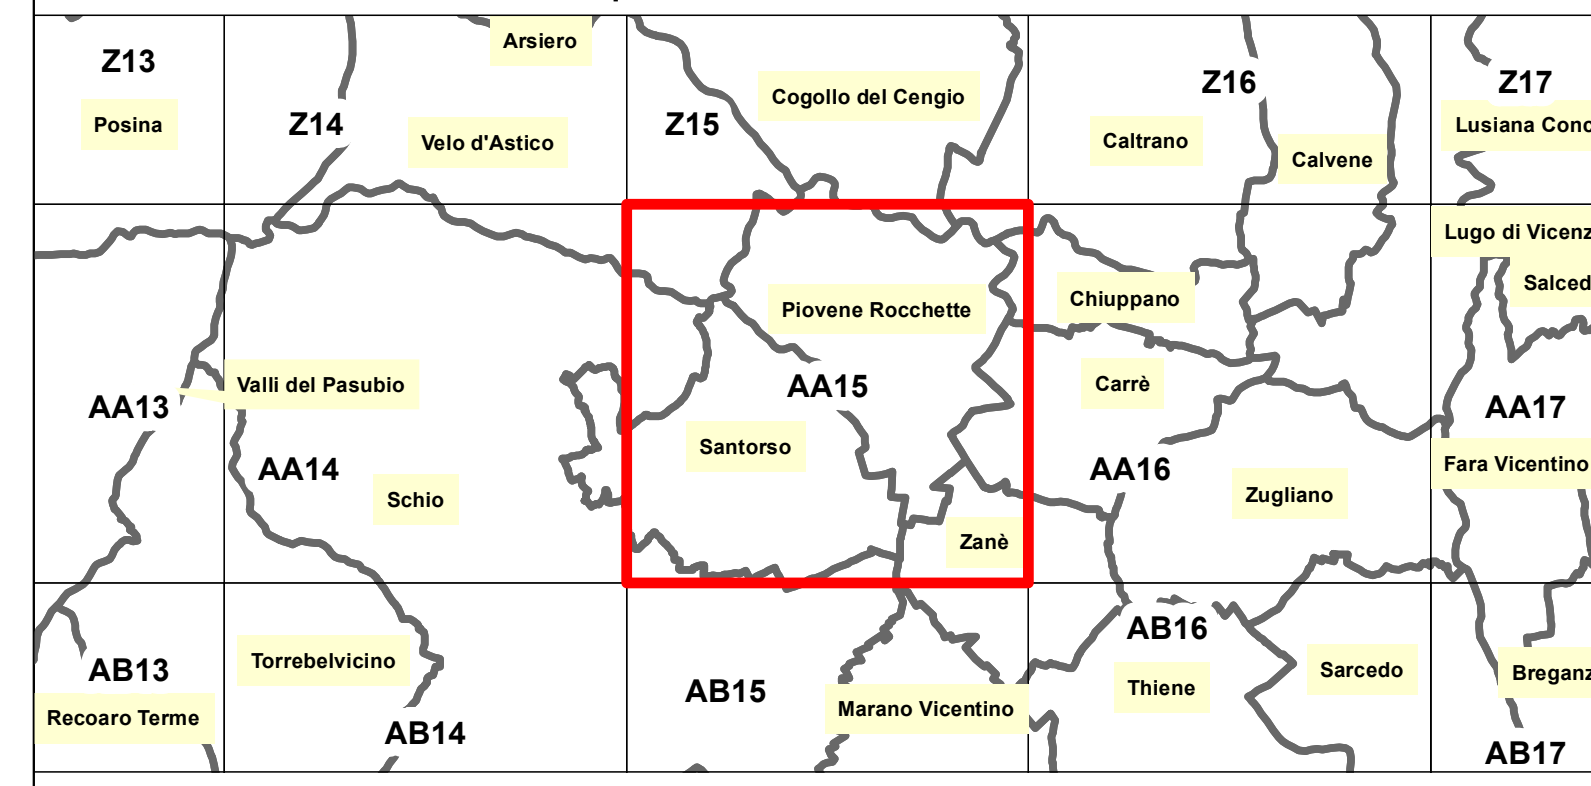 Arsiero
Z13
Posina
Z14
Velo d'Astico
Z15
Cogollo del Cengio
Z16
Caltrano
Calvene
Z17
Lusiana Conc
Lugo di Vicenz
Salced
Piovene Rocchette
Chiuppano
Valli del Pasubio
AA13
AA14
Schio
AA15
Santorso
Zanè
Carrè
AA16
Zugliano
AA17
Fara Vicentino
AB13
Recoaro Terme
Torrebelvicino
AB14
AB15
Marano Vicentino
AB16
Thiene
Sarcedo
Breganz
AB17